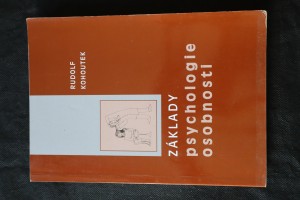 RUDOLF
KOHOUTEK
ZÁKLADY
psychologie
osobnosti